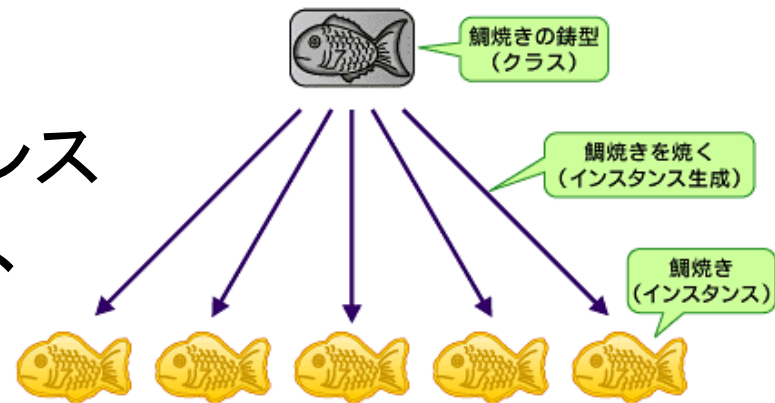 鯛焼きの鋳型
(クラス)
ンス
鯛焼きを焼く
(インスタンス生成)
鯛焼き
(インスタンス)